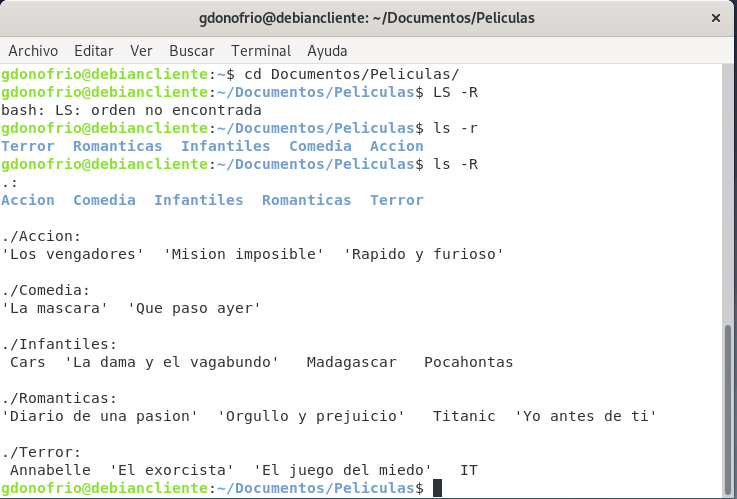 gdonofrio@debiancliente: ~/Documentos/Peliculas ×
Archivo Editar Ver Buscar Terminal Ayuda
gdonofrio@debiancliente:~$ cd Documentos/Peliculas/
gdonofrio@debiancliente:~/Documentos/Peliculas$ LS -R
bash: LS: orden no encontrada
gdonofrio@debiancliente:~/Documentos/Peliculas$ ls -r
Terror  Romanticas  Infantiles  Comedia  Accion
gdonofrio@debiancliente:~/Documentos/Peliculas$ ls -R
.:
Accion  Comedia  Infantiles  Romanticas  Terror
./Accion:
'Los vengadores'  'Mision imposible'  'Rapido y furioso'
./Comedia:
'La mascara'  'Que paso ayer'
./Infantiles:
 Cars  'La dama y el vagabundo'   Madagascar   Pocahontas
./Romanticas:
'Diario de una pasion'  'Orgullo y prejuicio'   Titanic  'Yo antes de ti'
./Terror:
 Annabelle  'El exorcista'  'El juego del miedo'   IT
gdonofrio@debiancliente:~/Documentos/Peliculas$